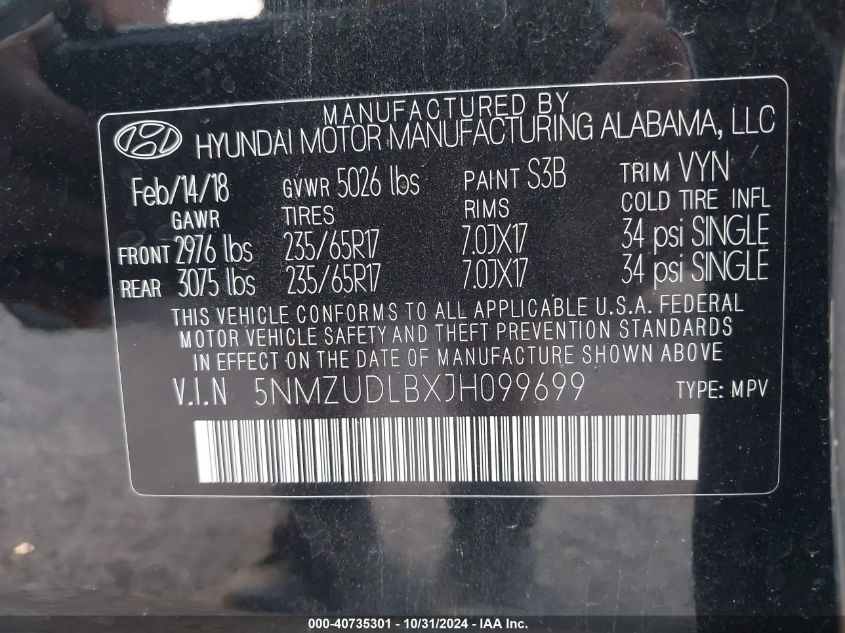 MANUFACTURED BY
HYUNDAI MOTOR MANUFACTURING ALABAMA, LLC
Feb/14/18 GVWR 5026 lbs PAINT S3B TRIM VYN
GAWR TIRES RIMS COLD TIRE INFL
FRONT 2976 lbs 235/65R17 7.0JX17 34 psi SINGLE
REAR 3075 lbs 235/65R17 7.0JX17 34 psi SINGLE
THIS VEHICLE CONFORMS TO ALL APPLICABLE U.S.A. FEDERAL
MOTOR VEHICLE SAFETY AND THEFT PREVENTION STANDARDS
IN EFFECT ON THE DATE OF MANUFACTURE SHOWN ABOVE.
V.I.N 5NMZUDLBXJH099699 TYPE: MPV
000-40735301 - 10/31/2024 - IAA Inc.